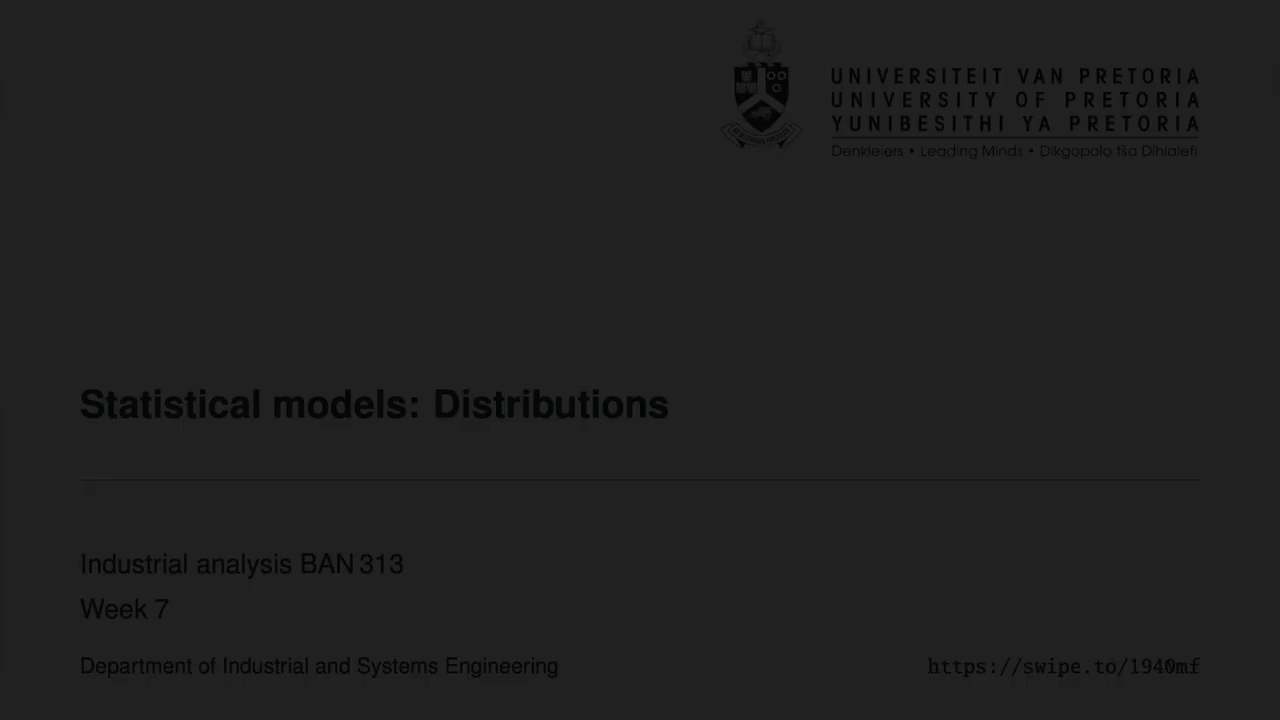 UNIVERSITEIT VAN PRETORIA
UNIVERSITY OF PRETORIA
YUNIBESITHI YA PRETORIA
Denkleiers • Leading Minds • Dikgopolo tša Dihlalefi
Statistical models: Distributions
Industrial analysis BAN 313
Week 7
Department of Industrial and Systems Engineering
https://swipe.to/1940mf